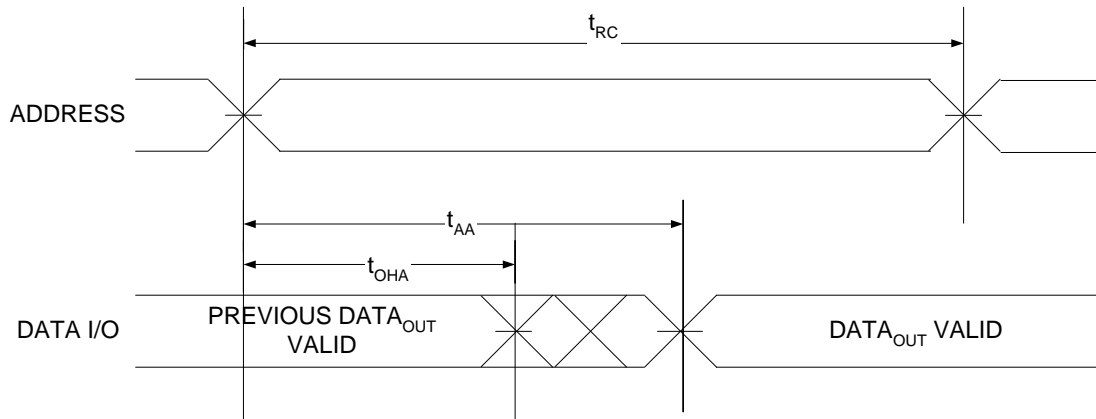 tRC
ADDRESS
tAA
tOHA
DATA I/O
PREVIOUS DATAOUT
VALID
DATAOUT VALID